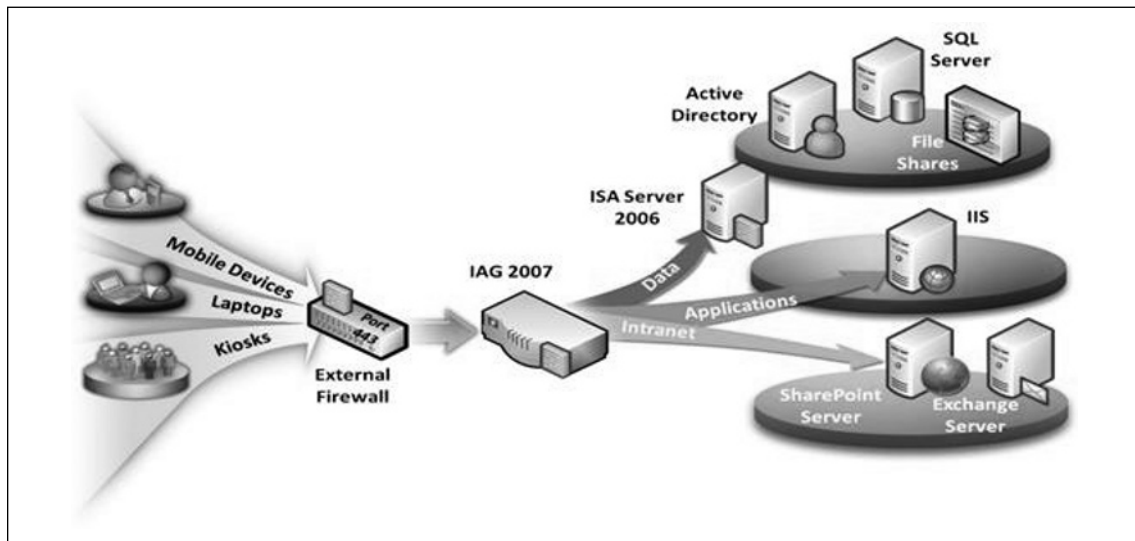 SQL
Server
Active
Directory
File
Shares
ISA Server
2006
IIS
Mobile Devices
Laptops
Kiosks
Port
443
External
Firewall
IAG 2007
Data
Applications
Intranet
SharePoint
Server
Exchange
Server